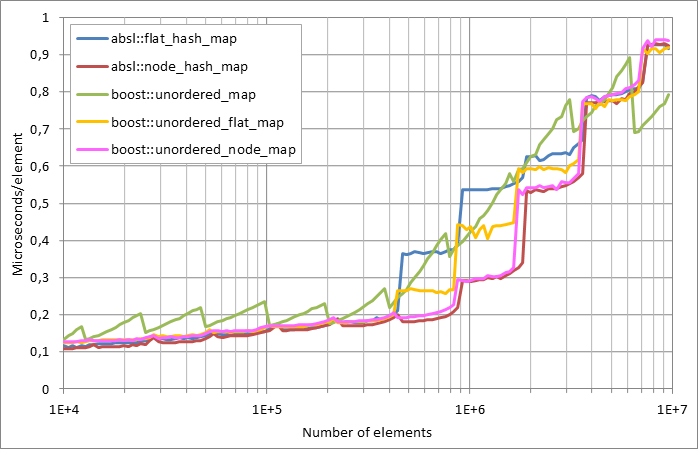 1
0,9
0,8
0,7
0,6
0,5
0,4
0,3
0,2
0,1
0
Microseconds/element
absl::flat_hash_map
absl::node_hash_map
boost::unordered_map
boost::unordered_flat_map
boost::unordered_node_map
1E+4
1E+5
1E+6
1E+7
Number of elements